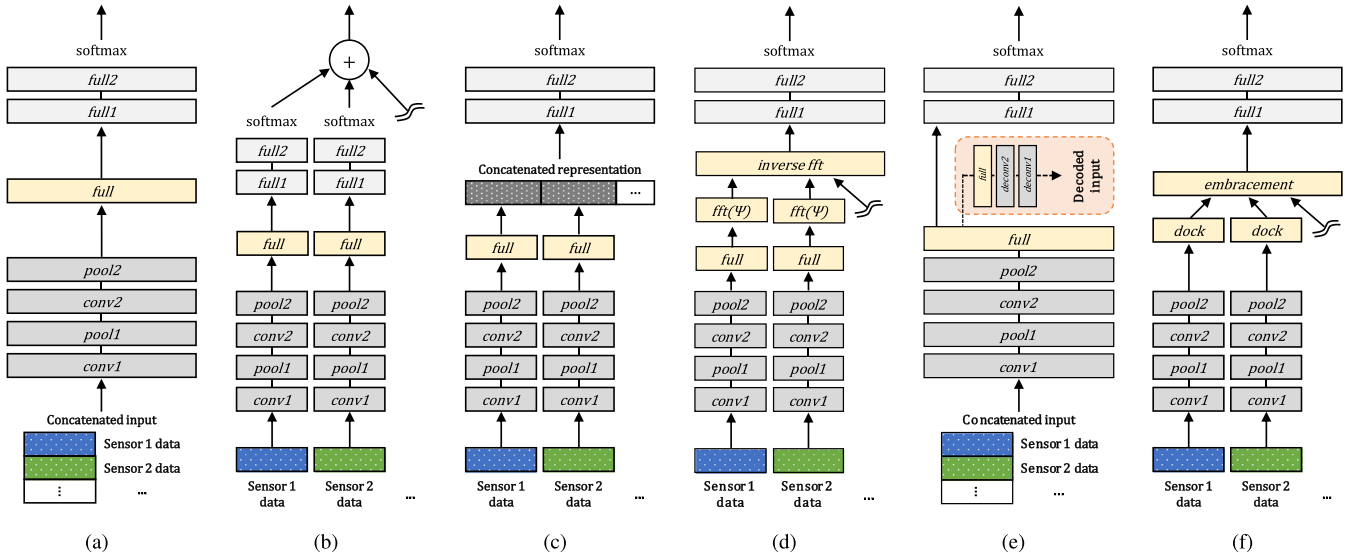 softmax
full2
full1
full
pool2
conv2
pool1
conv1
Concatenated input
Sensor 1 data
Sensor 2 data
⋮ ...
(a)
+
softmax softmax
full2 full2
full1 full1
full full
pool2 pool2
conv2 conv2
pool1 pool1
conv1 conv1
Sensor 1 data
Sensor 2 data
...
(b)
softmax
full2
full1
Concatenated representation
...
full full
pool2 pool2
conv2 conv2
pool1 pool1
conv1 conv1
Sensor 1 data
Sensor 2 data
...
(c)
softmax
full2
full1
inverse fft
fft(Ψ) fft(Ψ)
full full
pool2 pool2
conv2 conv2
pool1 pool1
conv1 conv1
Sensor 1 data
Sensor 2 data
...
(d)
softmax
full2
full1
full
deconv2
deconv1
Decoded input
full
pool2
conv2
pool1
conv1
Concatenated input
Sensor 1 data
Sensor 2 data
⋮ ...
(e)
softmax
full2
full1
embracement
dock dock
pool2 pool2
conv2 conv2
pool1 pool1
conv1 conv1
Sensor 1 data
Sensor 2 data
...
(f)